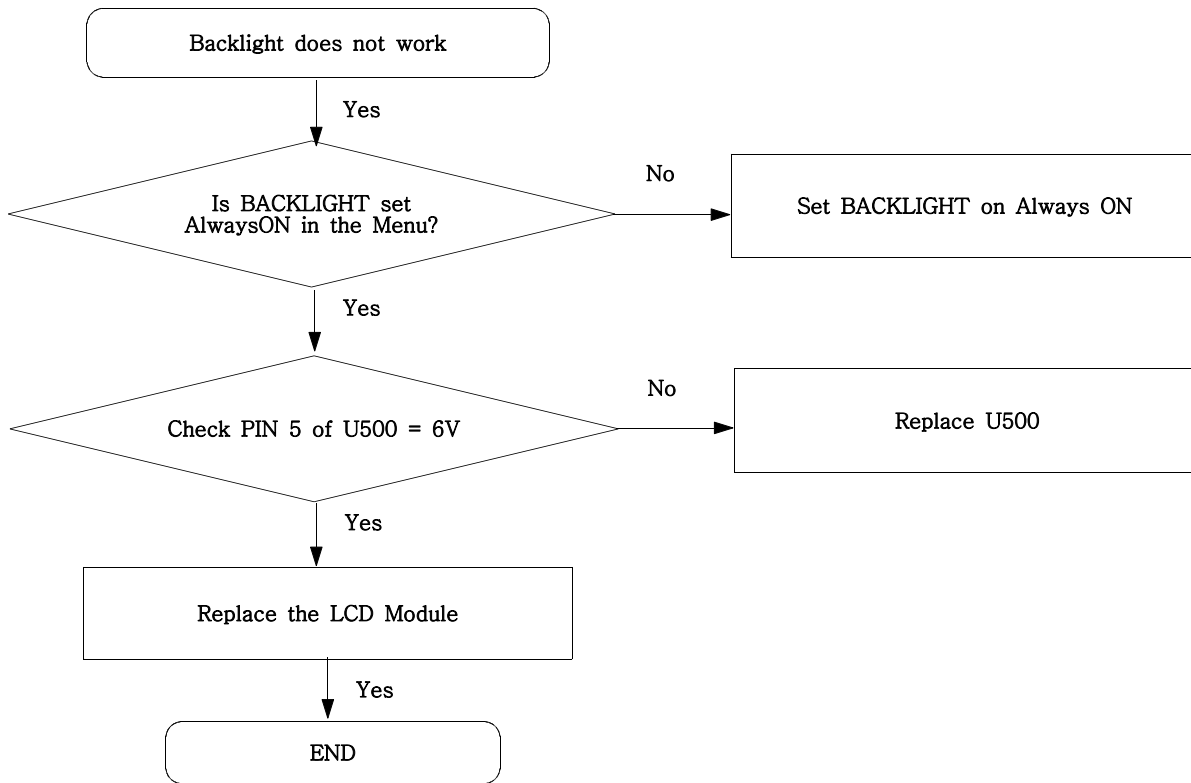 Backlight does not work
Yes
Is BACKLIGHT set
AlwaysON in the Menu?
No
Set BACKLIGHT on Always ON
Yes
Check PIN 5 of U500 = 6V
No
Replace U500
Yes
Replace the LCD Module
Yes
END